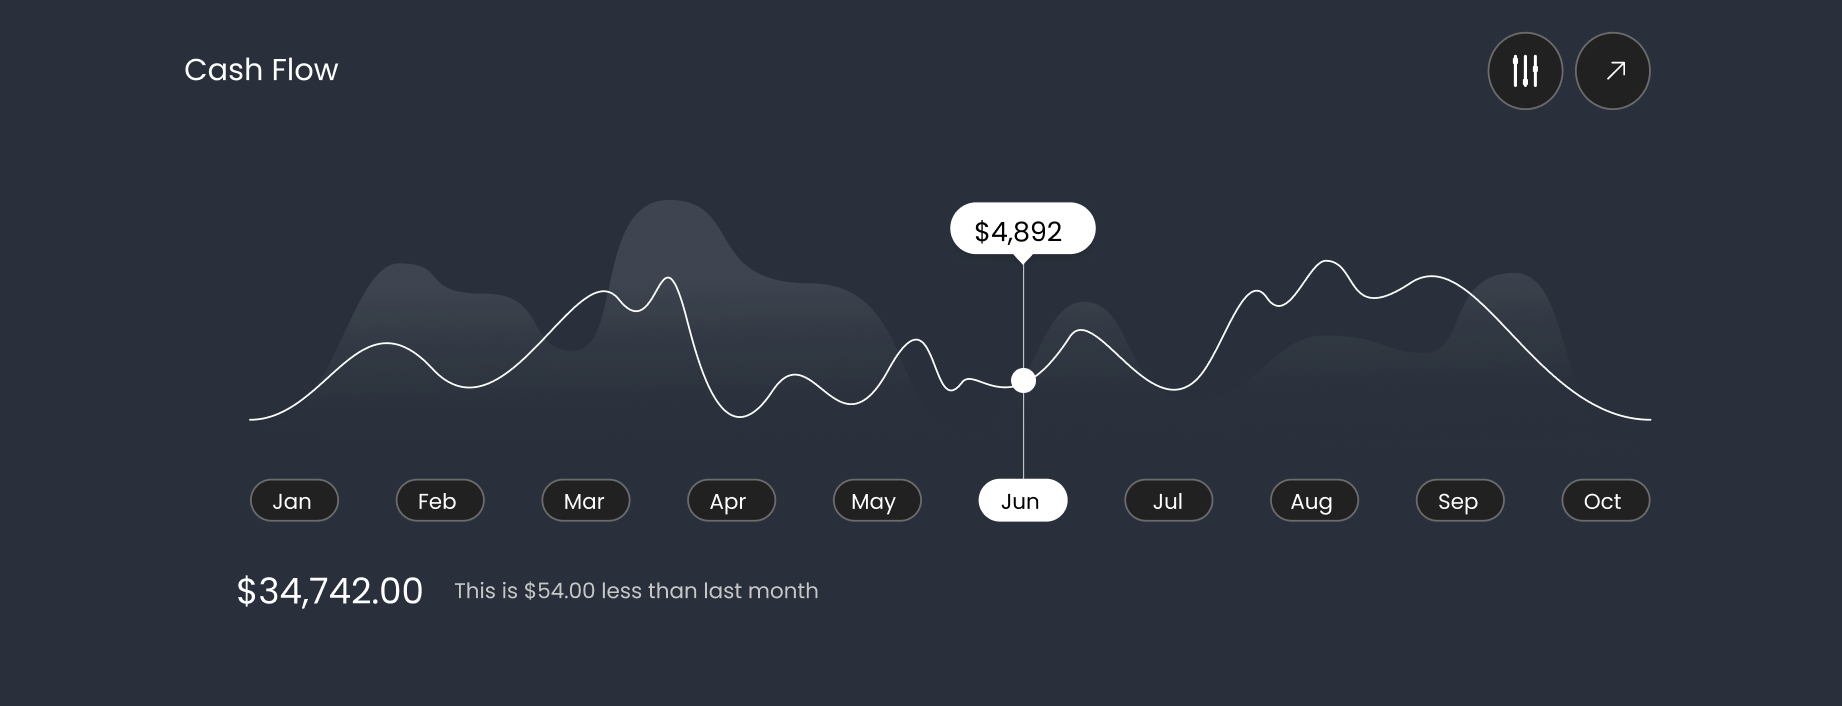 Cash Flow
$4,892
Jan Feb Mar Apr May Jun Jul Aug Sep Oct
$34,742.00 This is $54.00 less than last month